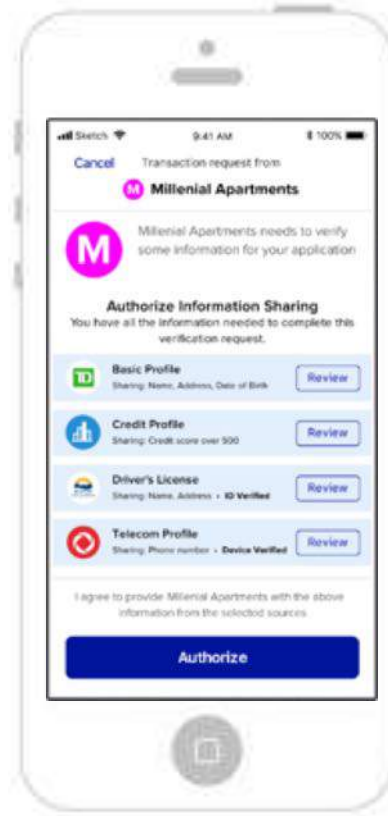 Sketch 9:41 AM 100%
Cancel Transaction request from
M Millenial Apartments
M
Millenial Apartments needs to verify
some information for your application
Authorize Information Sharing
You have all the information needed to complete this
verification request.
TD
Basic Profile
Sharing: Name, Address, Date of Birth
Review
Credit Profile
Sharing: Credit score over 500
Review
Driver's License
Sharing: Name, Address • ID Verified
Review
Telecom Profile
Sharing: Phone number • Device Verified
Review
I agree to provide Millenial Apartments with the above
information from the selected sources
Authorize